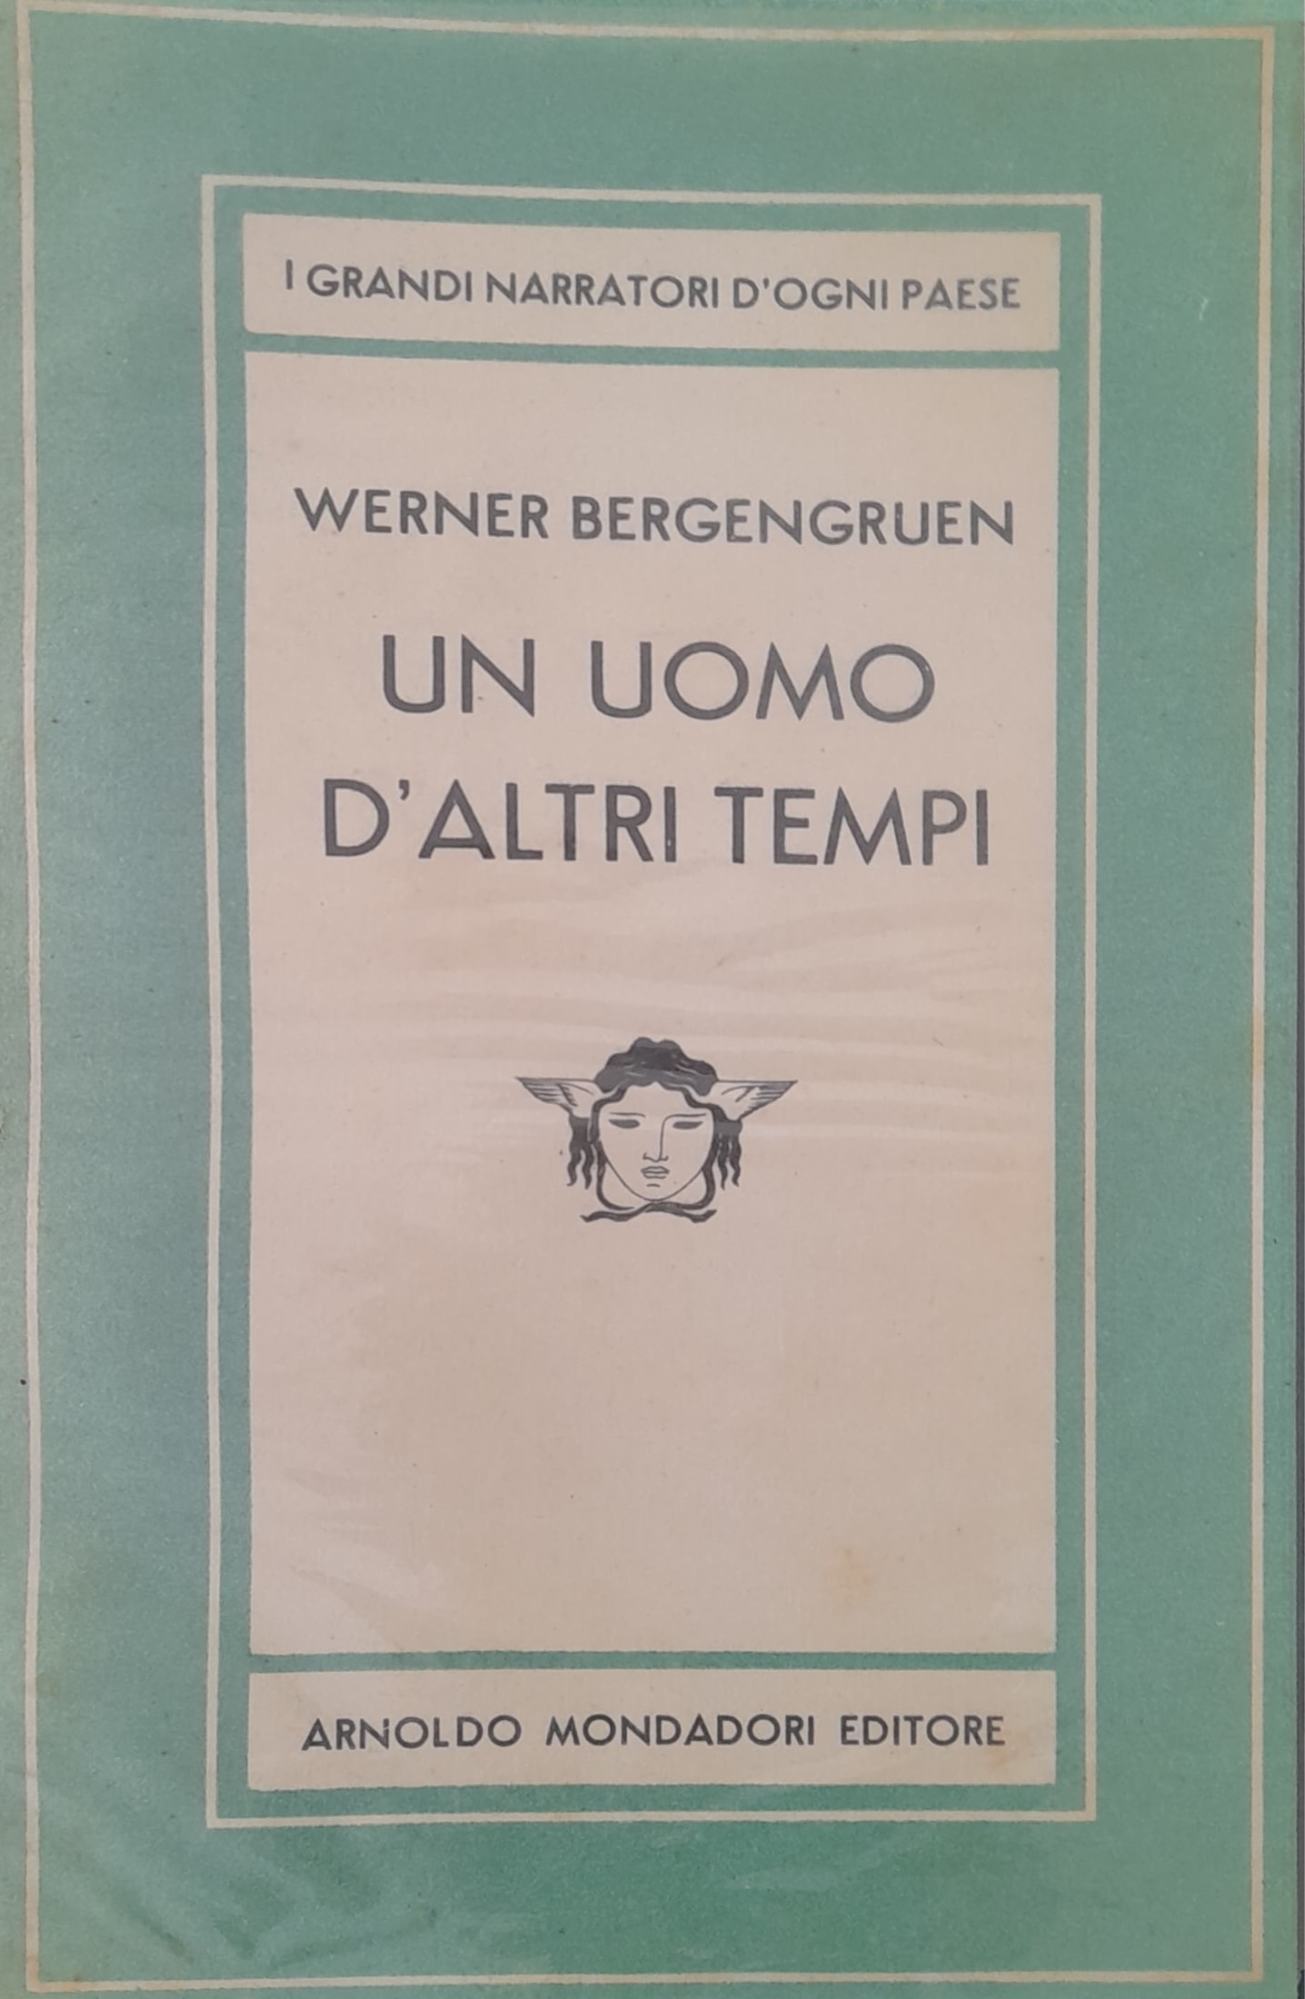 I GRANDI NARRATORI D'OGNI PAESE
WERNER BERGENGRUEN
UN UOMO
D'ALTRI TEMPI
ARNOLDO MONDADORI EDITORE